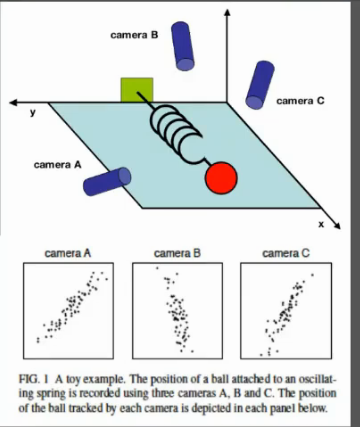 camera B
camera C
y
camera A
x
camera A camera B camera C
FIG. 1 A toy example. The position of a ball attached to an oscillat-
ing spring is recorded using three cameras A, B and C. The position
of the ball tracked by each camera is depicted in each panel below.